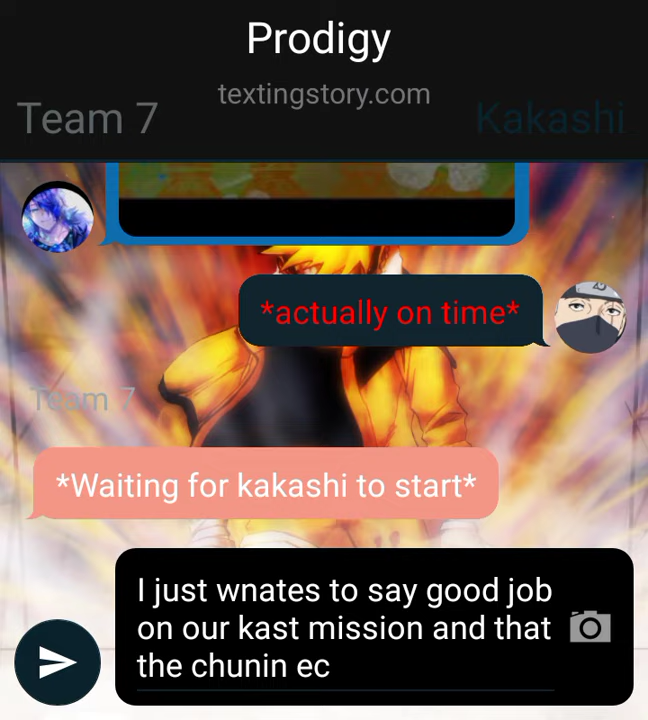 Prodigy
textingstory.com
Team 7
Kakashi
*actually on time*
Team 7
*Waiting for kakashi to start*
I just wnates to say good job
on our kast mission and that
the chunin ec